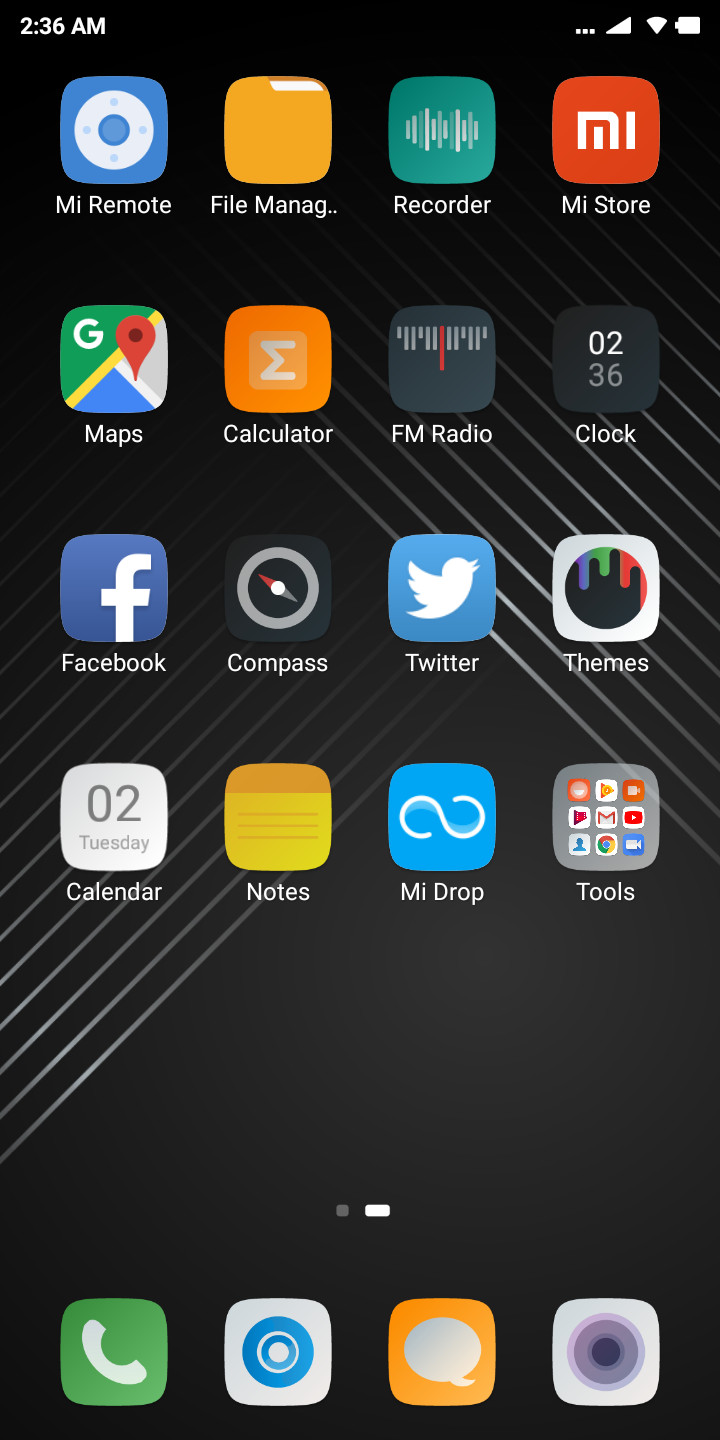 2:36 AM
MI
Mi Remote
File Manag..
Recorder
Mi Store
G
02
36
Maps
Calculator
FM Radio
Clock
Facebook
Compass
Twitter
Themes
02
Tuesday
Calendar
Notes
Mi Drop
Tools